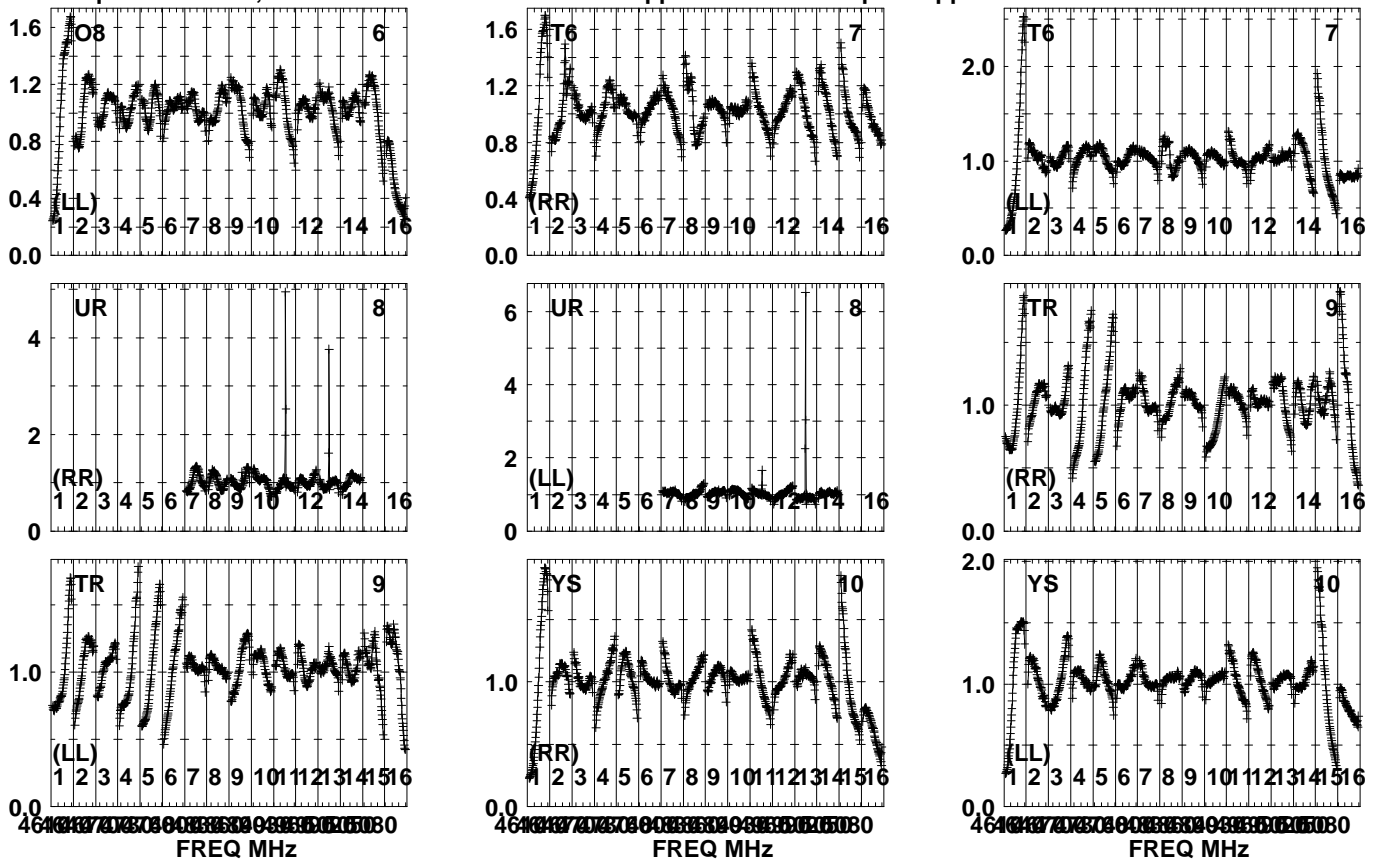 1.6 O8 6
1.2
0.8
0.4
0.0
(LL)
1 2 3 4 5 6 7 8 9 10 12 14 16
1.6 T6 7
1.2
0.8
0.4
0.0
(RR)
1 2 3 4 5 6 7 8 9 10 12 14 16
T6 7
2.0
1.0
0.0
(LL)
1 2 3 4 5 6 7 8 9 10 12 14 16
UR 8
4
2
0
(RR)
1 2 3 4 5 6 7 8 9 10 12 14 16
UR 8
6
4
2
0
(LL)
1 2 3 4 5 6 7 8 9 10 12 14 16
TR 9
1.0
0.0
(RR)
1 2 3 4 5 6 7 8 9 10 12 14 16
TR 9
1.0
0.0
(LL)
1 2 3 4 5 6 7 8 9 10 11 12 13 14 15 16
FREQ MHz
YS 10
1.0
0.0
(RR)
1 2 3 4 5 6 7 8 9 10 11 12 13 14 15 16
FREQ MHz
2.0 YS 10
1.0
0.0
(LL)
1 2 3 4 5 6 7 8 9 10 11 12 13 14 15 16
FREQ MHz